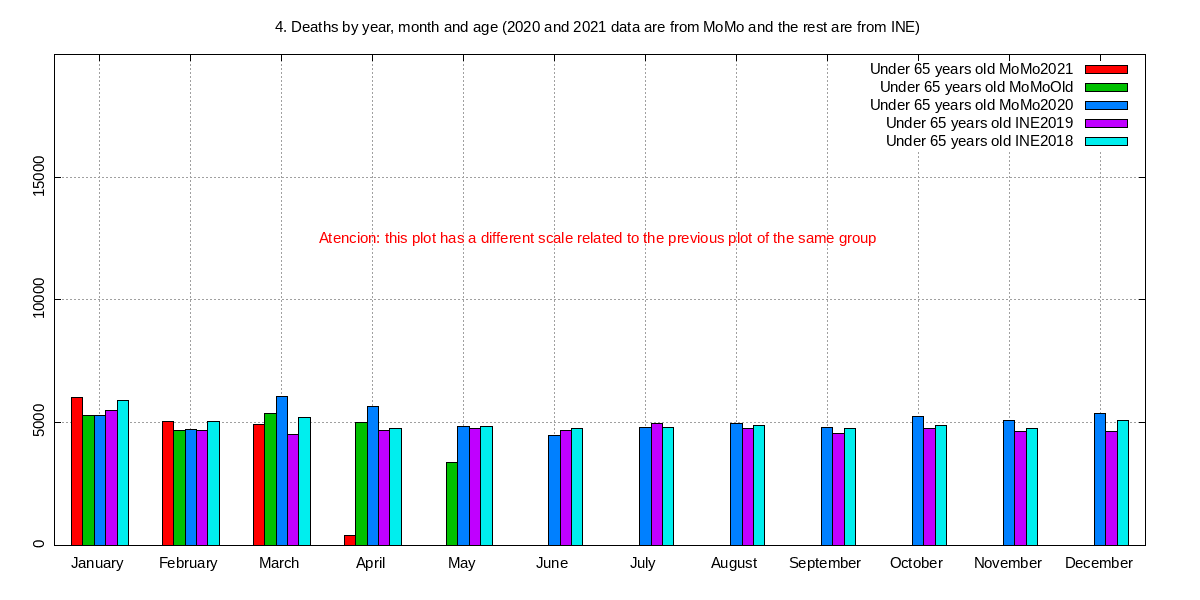 4. Deaths by year, month and age (2020 and 2021 data are from MoMo and the rest are from INE)
Under 65 years old MoMo2021
Under 65 years old MoMoOld
Under 65 years old MoMo2020
Under 65 years old INE2019
Under 65 years old INE2018
15000
Atencion: this plot has a different scale related to the previous plot of the same group
10000
5000
0
January February March April May June July August September October November December